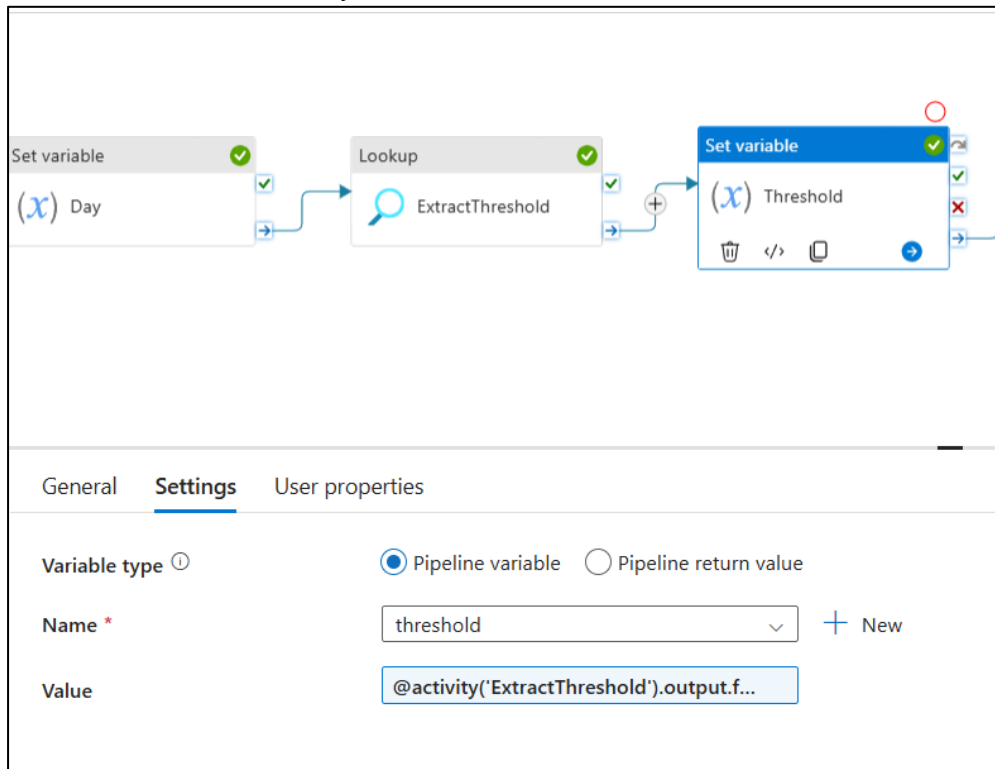 Set variable
(x) Day
Lookup
ExtractThreshold
Set variable
(x) Threshold
General Settings User properties
Variable type Pipeline variable Pipeline return value
Name * threshold + New
Value @activity('ExtractThreshold').output.f...